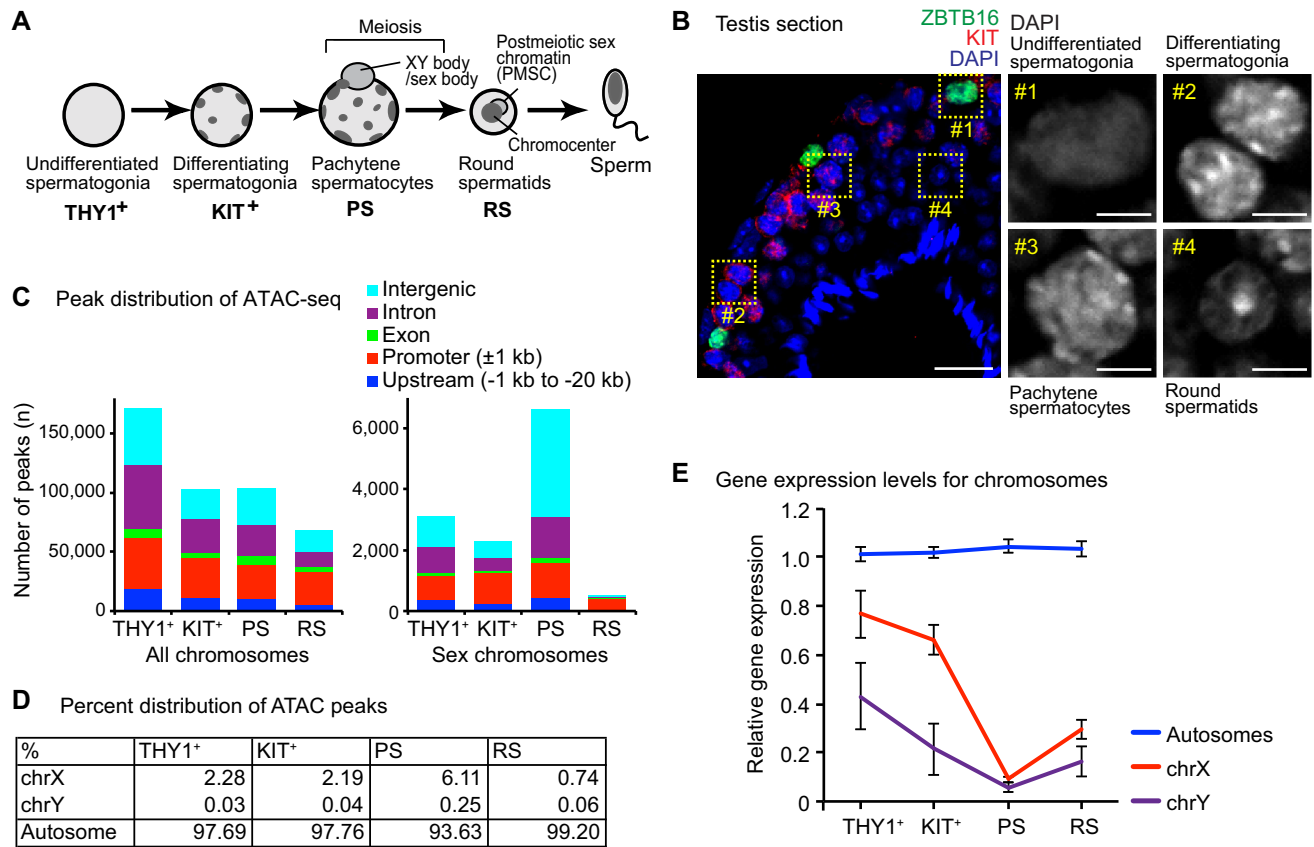 A
Meiosis
XY body
/sex body
Postmeiotic sex
chromatin
(PMSC)
Chromocenter
Undifferentiated
spermatogonia
THY1+
Differentiating
spermatogonia
KIT+
Pachytene
spermatocytes
PS
Round
spermatids
RS
Sperm
B Testis section
ZBTB16
KIT
DAPI
#1
#2
#3
#4
DAPI
Undifferentiated
spermatogonia
#1
Differentiating
spermatogonia
#2
#3
Pachytene
spermatocytes
#4
Round
spermatids
C Peak distribution of ATAC-seq
Intergenic
Intron
Exon
Promoter (±1 kb)
Upstream (-1 kb to -20 kb)
Number of peaks (n)
150,000
100,000
50,000
0
THY1+ KIT+ PS RS
All chromosomes
6,000
4,000
2,000
0
THY1+ KIT+ PS RS
Sex chromosomes
D Percent distribution of ATAC peaks
% THY1+ KIT+ PS RS
chrX 2.28 2.19 6.11 0.74
chrY 0.03 0.04 0.25 0.06
Autosome 97.69 97.76 93.63 99.20
E Gene expression levels for chromosomes
Relative gene expression
1.2
1.0
0.8
0.6
0.4
0.2
0
THY1+ KIT+ PS RS
Autosomes
chrX
chrY